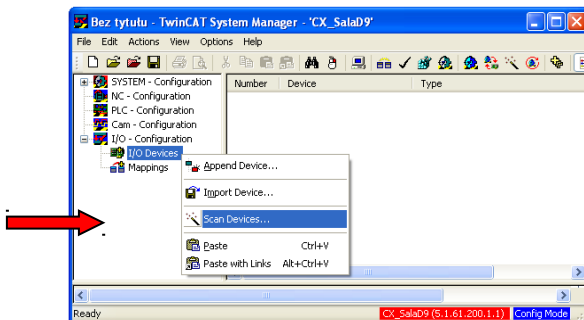 Bez tytułu - TwinCAT System Manager - 'CX_SalaD9'
File Edit Actions View Options Help
Number Device Type
SYSTEM - Configuration
NC - Configuration
PLC - Configuration
Cam - Configuration
I/O - Configuration
I/O Devices
Mappings
Append Device...
Import Device...
Scan Devices...
Paste Ctrl+V
Paste with Links Alt+Ctrl+V
Ready CX_SalaD9 (5.1.61.200.1.1) Config Mode